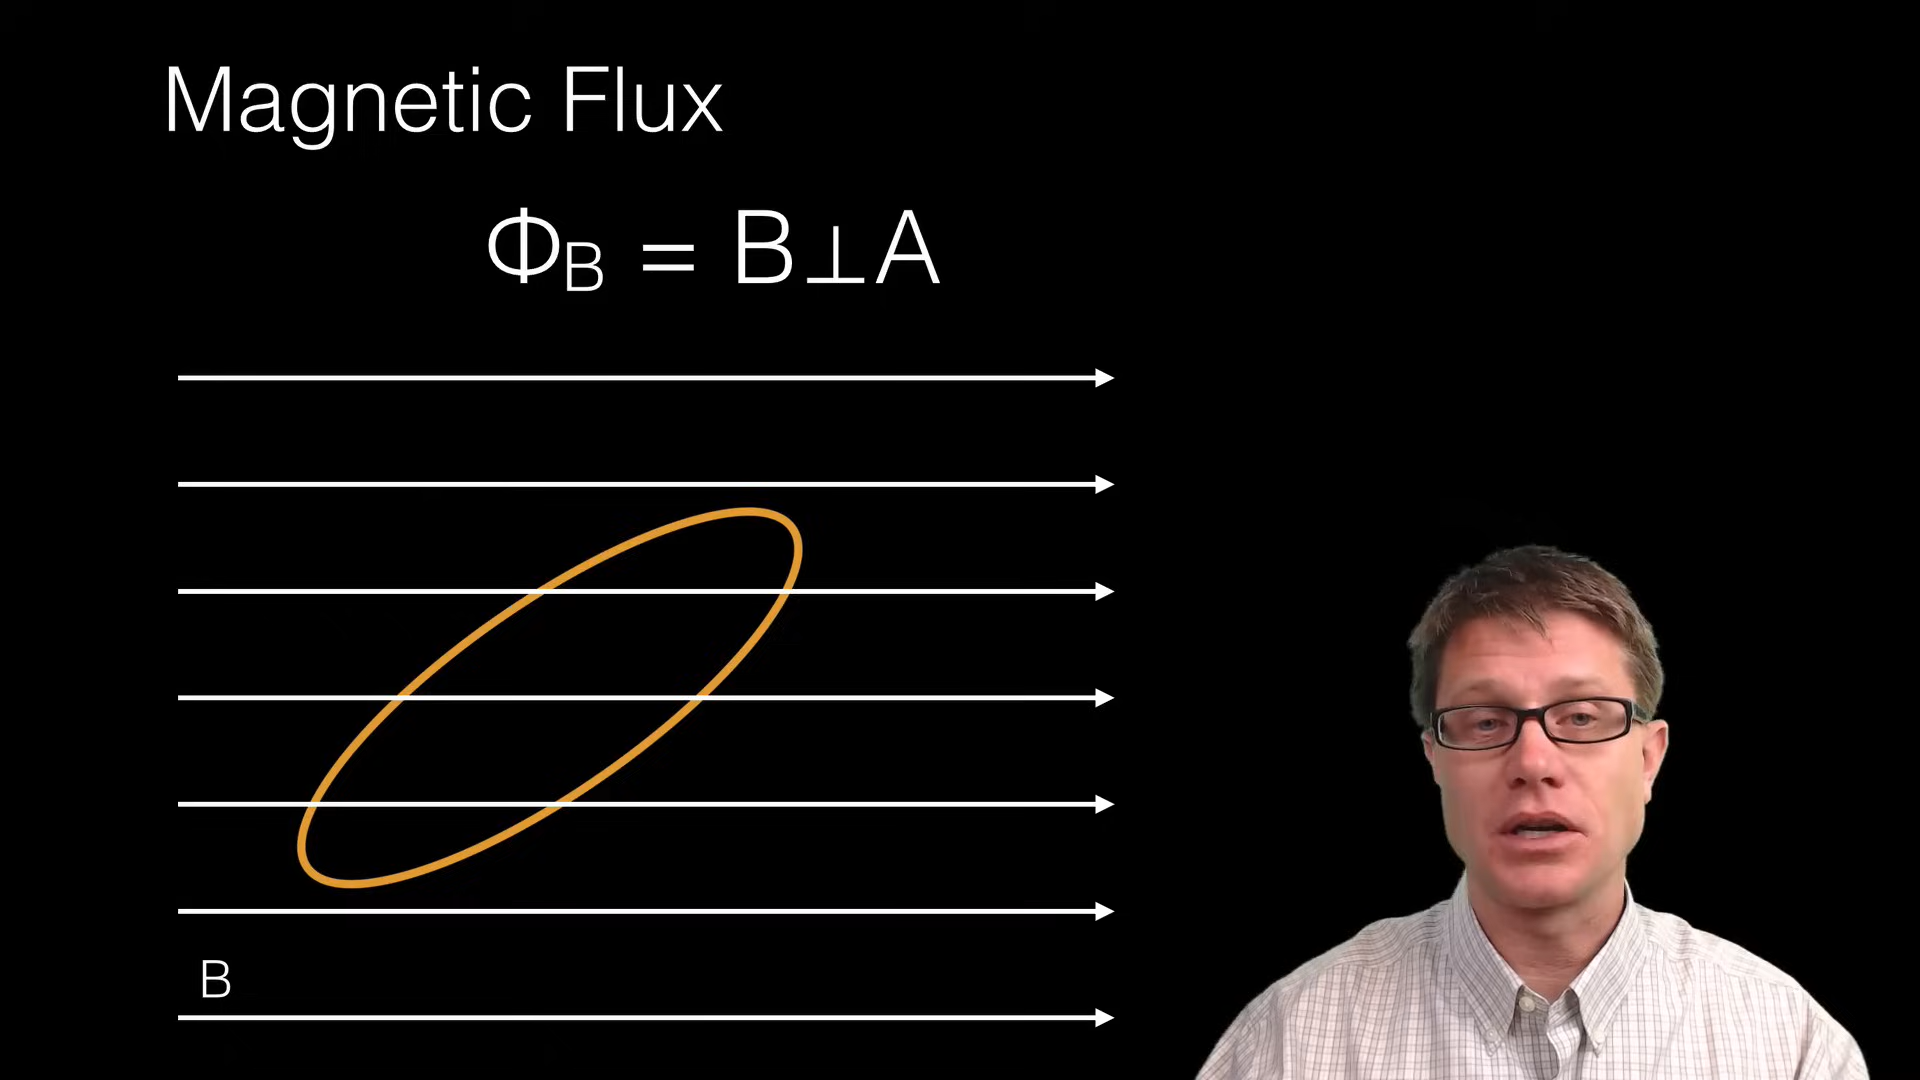 Magnetic Flux
ΦB = B⊥A
B